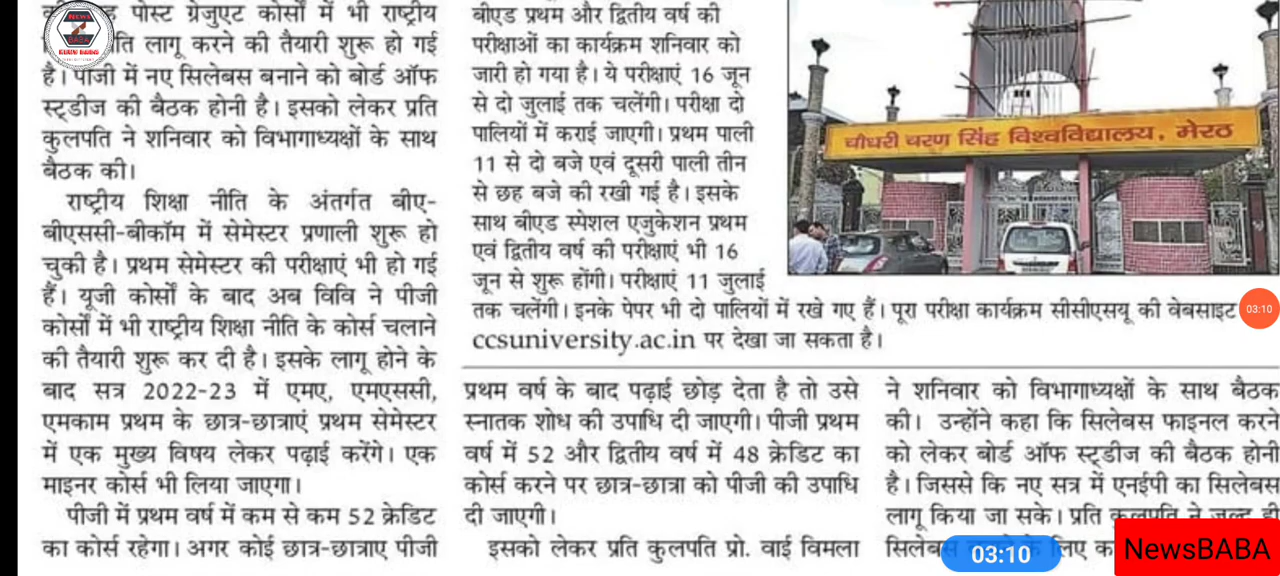 पोस्ट ग्रेजुएट कोर्सों में भी राष्ट्रीय
लागू करने की तैयारी शुरू हो गई
है। पीजी में नए सिलेबस बनाने को बोर्ड ऑफ
स्टडीज की बैठक होनी है। इसको लेकर प्रति
कुलपति ने शनिवार को विभागाध्यक्षों के साथ
बैठक की।
राष्ट्रीय शिक्षा नीति के अंतर्गत बीए-
बीएससी-बीकॉम में सेमेस्टर प्रणाली शुरू हो
चुकी है। प्रथम सेमेस्टर की परीक्षाएं भी हो गई
हैं। यूजी कोर्सों के बाद अब विवि ने पीजी
कोर्सों में भी राष्ट्रीय शिक्षा नीति के कोर्स चलाने
की तैयारी शुरू कर दी है। इसके लागू होने के
बाद सत्र 2022-23 में एमए, एमएससी,
एमकाम प्रथम के छात्र-छात्राएं प्रथम सेमेस्टर
में एक मुख्य विषय लेकर पढ़ाई करेंगे। एक
माइनर कोर्स भी लिया जाएगा।
पीजी में प्रथम वर्ष में कम से कम 52 क्रेडिट
का कोर्स रहेगा। अगर कोई छात्र-छात्राए पीजी
बीएड प्रथम और द्वितीय वर्ष की
परीक्षाओं का कार्यक्रम शनिवार को
जारी हो गया है। ये परीक्षाएं 16 जून
से दो जुलाई तक चलेंगी। परीक्षा दो
पालियों में कराई जाएगी। प्रथम पाली
11 से दो बजे एवं दूसरी पाली तीन
से छह बजे की रखी गई है। इसके
साथ बीएड स्पेशल एजुकेशन प्रथम
एवं द्वितीय वर्ष की परीक्षाएं भी 16
जून से शुरू होंगी। परीक्षाएं 11 जुलाई
तक चलेंगी। इनके पेपर भी दो पालियों में रखे गए हैं। पूरा परीक्षा कार्यक्रम सीसीएसयू की वेबसाइट
ccsuniversity.ac.in पर देखा जा सकता है।
चौधरी चरण सिंह विश्वविद्यालय, मेरठ
03:10
प्रथम वर्ष के बाद पढ़ाई छोड़ देता है तो उसे
स्नातक शोध की उपाधि दी जाएगी। पीजी प्रथम
वर्ष में 52 और द्वितीय वर्ष में 48 क्रेडिट का
कोर्स करने पर छात्र-छात्रा को पीजी की उपाधि
दी जाएगी।
इसको लेकर प्रति कुलपति प्रो. वाई विमला
ने शनिवार को विभागाध्यक्षों के साथ बैठक
की। उन्होंने कहा कि सिलेबस फाइनल करने
को लेकर बोर्ड ऑफ स्टडीज की बैठक होनी
है। जिससे कि नए सत्र में एनईपी का सिलेबस
लागू किया जा सके। प्रति कुलपति ने जल्द ही
सिलेबस के लिए
03:10
NewsBABA